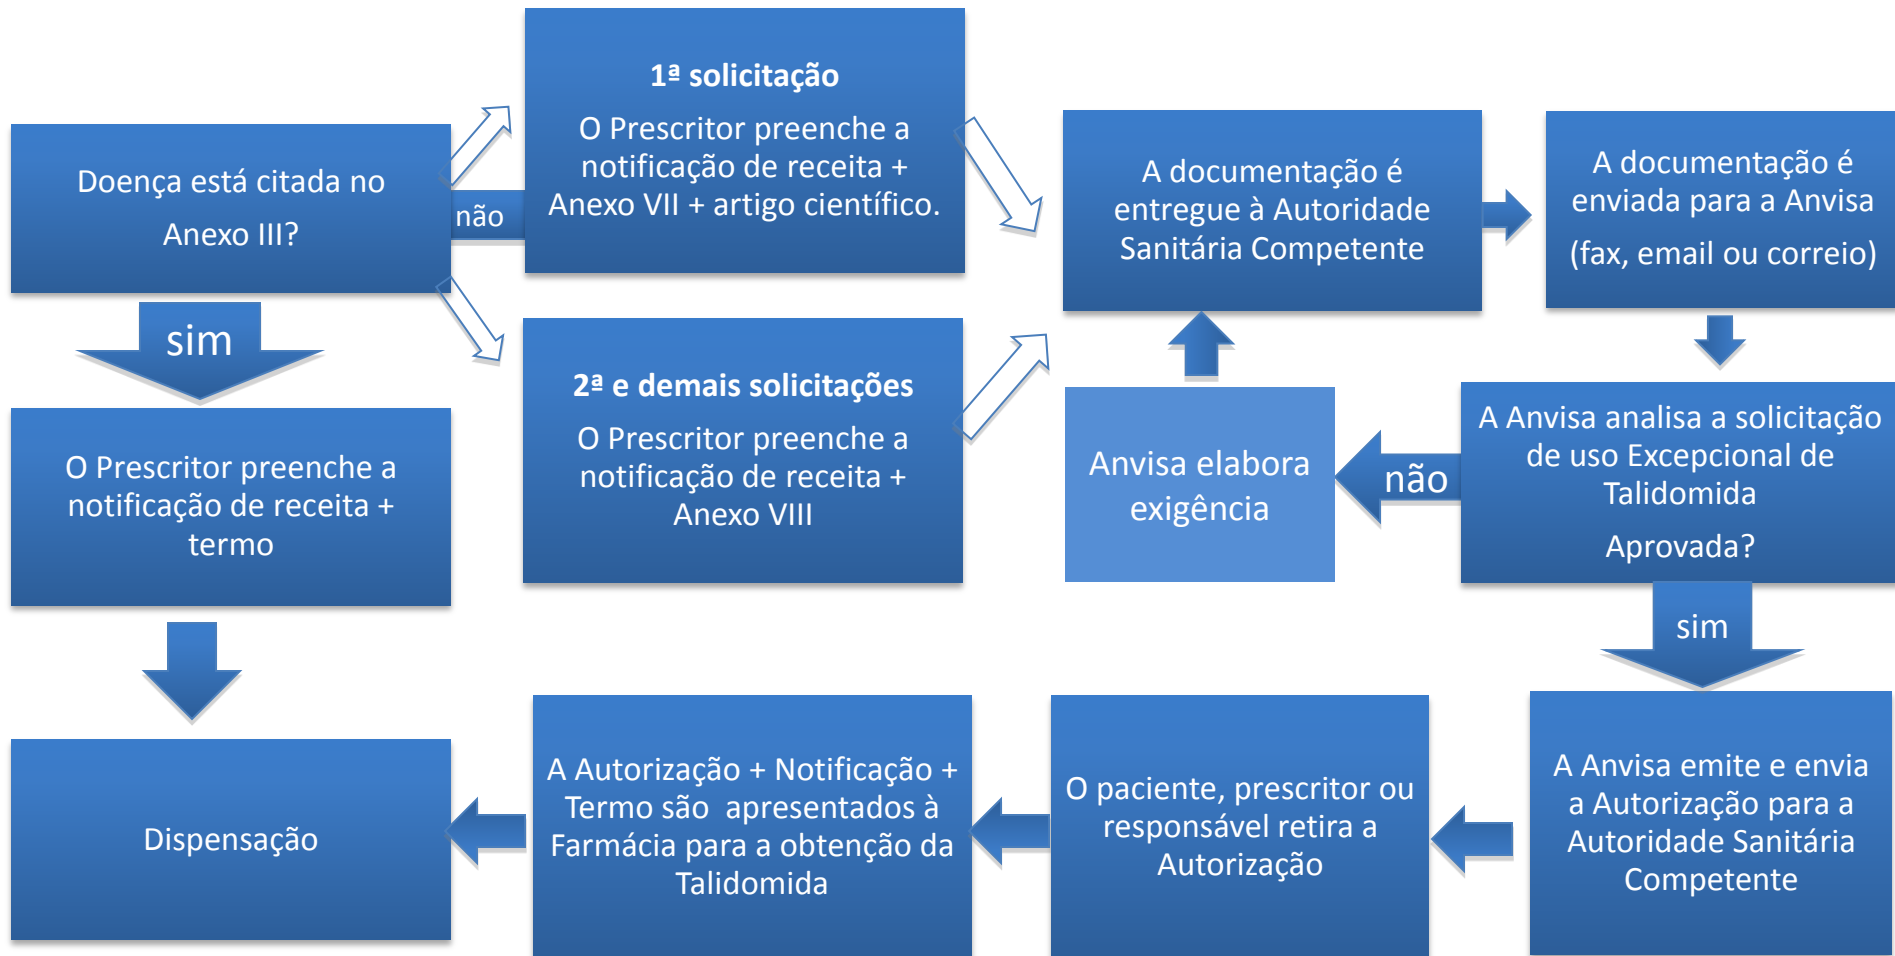 Doença está citada no
Anexo III?
não
sim
1ª solicitação
O Prescritor preenche a
notificação de receita +
Anexo VII + artigo científico.
2ª e demais solicitações
O Prescritor preenche a
notificação de receita +
Anexo VIII
O Prescritor preenche a
notificação de receita +
termo
A documentação é
entregue à Autoridade
Sanitária Competente
A documentação é
enviada para a Anvisa
(fax, email ou correio)
A Anvisa analisa a solicitação
de uso Excepcional de
Talidomida
Aprovada?
não
Anvisa elabora
exigência
sim
A Anvisa emite e envia
a Autorização para a
Autoridade Sanitária
Competente
O paciente, prescritor ou
responsável retira a
Autorização
A Autorização + Notificação +
Termo são apresentados à
Farmácia para a obtenção da
Talidomida
Dispensação